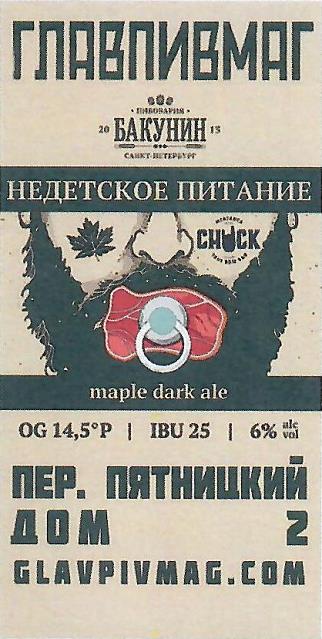 ГЛАВПИВМАГ
• ПИВОВАРНЯ •
20 БАКУНИН 13
САНКТ-ПЕТЕРБУРГ
НЕДЕТСКОЕ ПИТАНИЕ
CHUCK
maple dark ale
OG 14,5°P | IBU 25 | 6% alc vol
ПЕР. ПЯТНИЦКИЙ
ДОМ 2
GLAVPIVMAG.COM